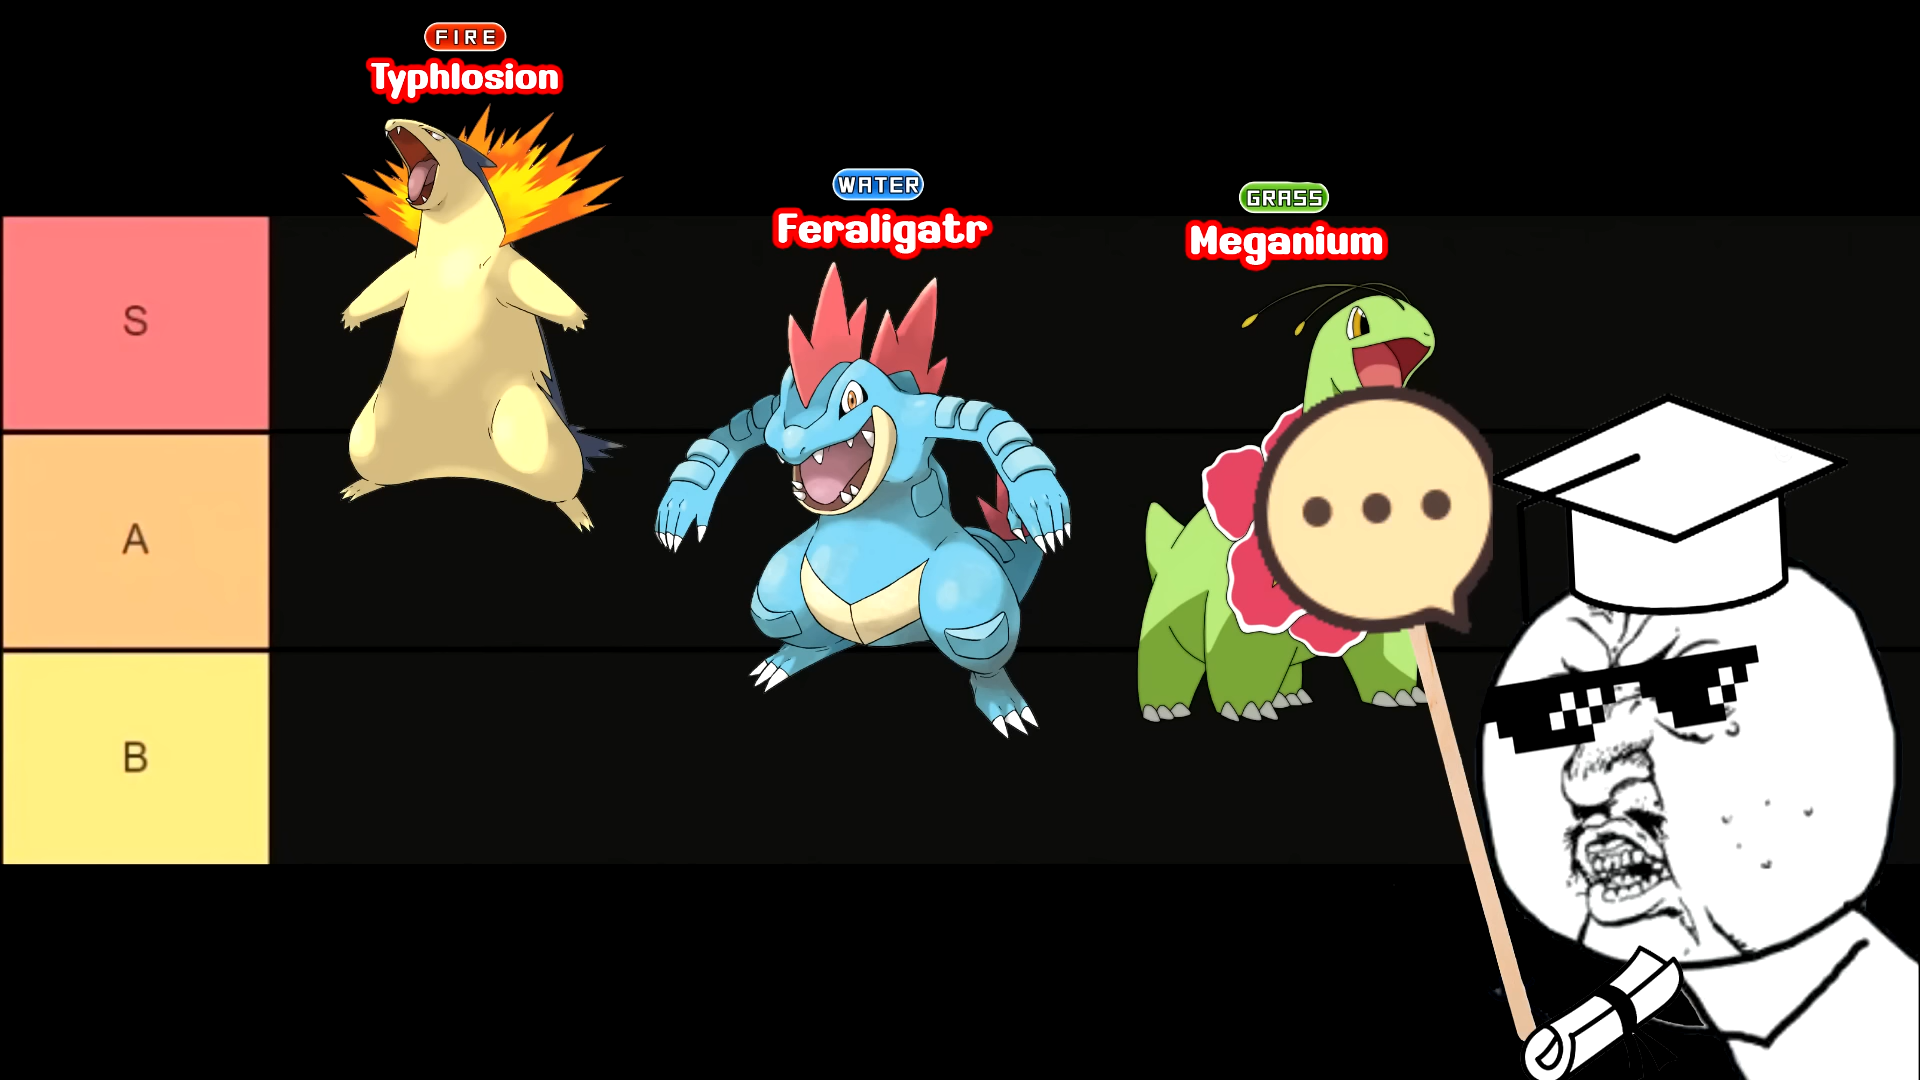 FIRE
Typhlosion
WATER
Feraligatr
GRASS
Meganium
S
A
B